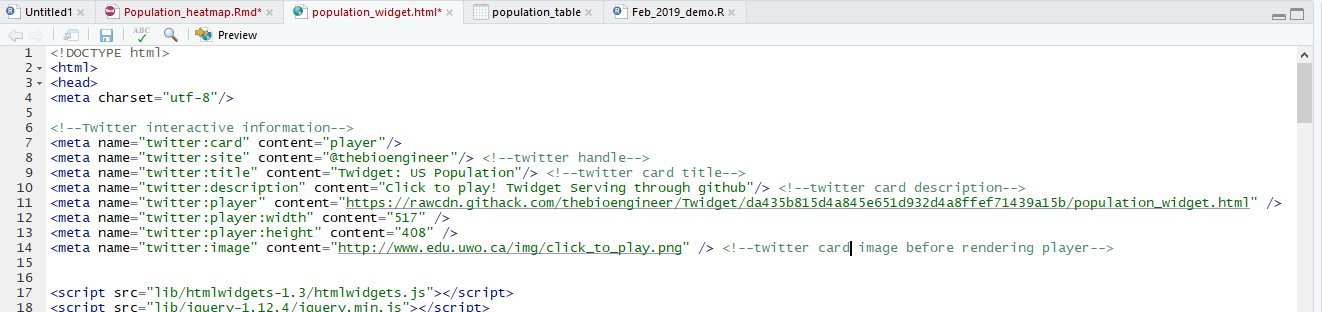 Untitled1 × Population_heatmap.Rmd* × population_widget.html* × population_table × Feb_2019_demo.R ×
ABC Preview
1 <!DOCTYPE html>
2 <html>
3 <head>
4 <meta charset="utf-8"/>
5
6 <!--Twitter interactive information-->
7 <meta name="twitter:card" content="player"/>
8 <meta name="twitter:site" content="@thebioengineer"/> <!--twitter handle-->
9 <meta name="twitter:title" content="Twidget: US Population"/> <!--twitter card title-->
10 <meta name="twitter:description" content="Click to play! Twidget Serving through github"/> <!--twitter card description-->
11 <meta name="twitter:player" content="https://rawcdn.githack.com/thebioengineer/Twidget/da435b815d4a845e651d932d4a8ffef71439a15b/population_widget.html" />
12 <meta name="twitter:player:width" content="517" />
13 <meta name="twitter:player:height" content="408" />
14 <meta name="twitter:image" content="http://www.edu.uwo.ca/img/click_to_play.png" /> <!--twitter card image before rendering player-->
15
16
17 <script src="lib/htmlwidgets-1.3/htmlwidgets.js"></script>
18 <script src="lib/jquery-1.12.4/jquery.min.js"></script>